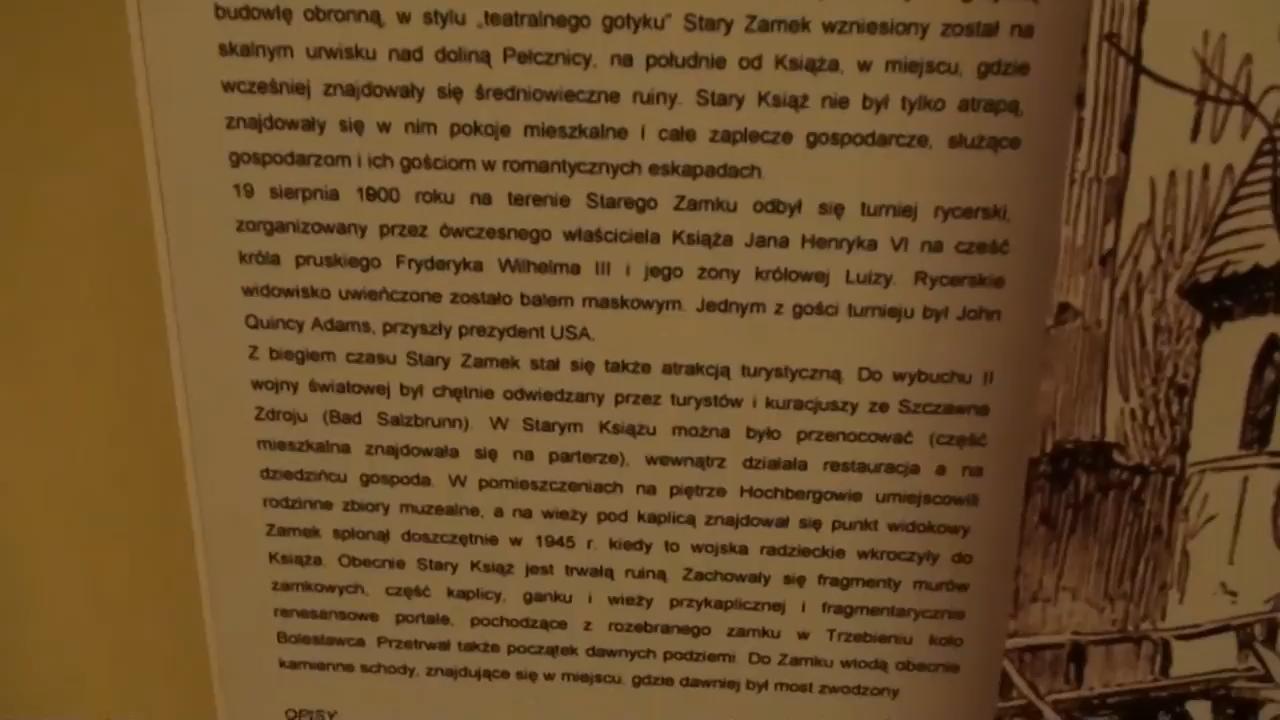 budowlę obronną, w stylu „teatralnego gotyku" Stary Zamek wzniesiony został na
skalnym urwisku nad doliną Pełcznicy, na południe od Książa, w miejscu, gdzie
wcześniej znajdowały się średniowieczne ruiny. Stary Książ nie był tylko atrapą,
znajdowały się w nim pokoje mieszkalne i całe zaplecze gospodarcze, służące
gospodarzom i ich gościom w romantycznych eskapadach.
19 sierpnia 1800 roku na terenie Starego Zamku odbył się turniej rycerski,
zorganizowany przez ówczesnego właściciela Książa Jana Henryka VI na cześć
króla pruskiego Fryderyka Wilhelma III i jego żony królowej Luizy. Rycerskie
widowisko uwieńczone zostało balem maskowym. Jednym z gości turnieju był John
Quincy Adams, przyszły prezydent USA.
Z biegiem czasu Stary Zamek stał się także atrakcją turystyczną. Do wybuchu II
wojny światowej był chętnie odwiedzany przez turystów i kuracjuszy ze Szczawna
Zdroju (Bad Salzbrunn). W Starym Książu można było przenocować (część
mieszkalna znajdowała się na parterze), wewnątrz działała restauracja a na
dziedzińcu gospoda. W pomieszczeniach na piętrze Hochbergowie umiejscowili
rodzinne zbiory muzealne, a na wieży pod kaplicą znajdował się punkt widokowy.
Zamek spłonął doszczętnie w 1945 r. kiedy to wojska radzieckie wkroczyły do
Książa. Obecnie Stary Książ jest trwałą ruiną. Zachowały się fragmenty murów
zamkowych, część kaplicy, ganku i wieży przykaplicznej i fragmentarycznie
renesansowe portale, pochodzące z rozebranego zamku w Trzebieniu koło
Bolesławca. Przetrwał także początek dawnych podziemi. Do Zamku wiodą obecnie
kamienne schody, znajdujące się w miejscu, gdzie dawniej był most zwodzony.
OPISY